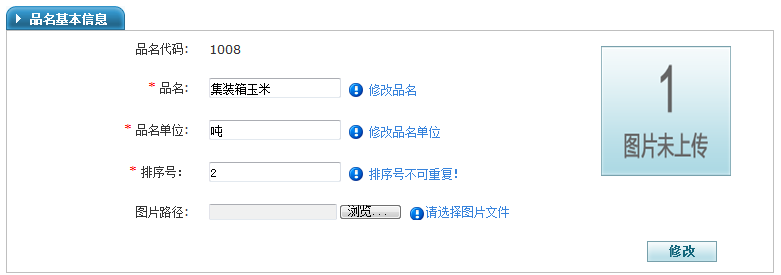 品名基本信息
品名代码： 1008
* 品名： 集装箱玉米 修改品名
* 品名单位： 吨 修改品名单位
* 排序号： 2 排序号不可重复!
图片路径： 浏览... 请选择图片文件
1
图片未上传
修改